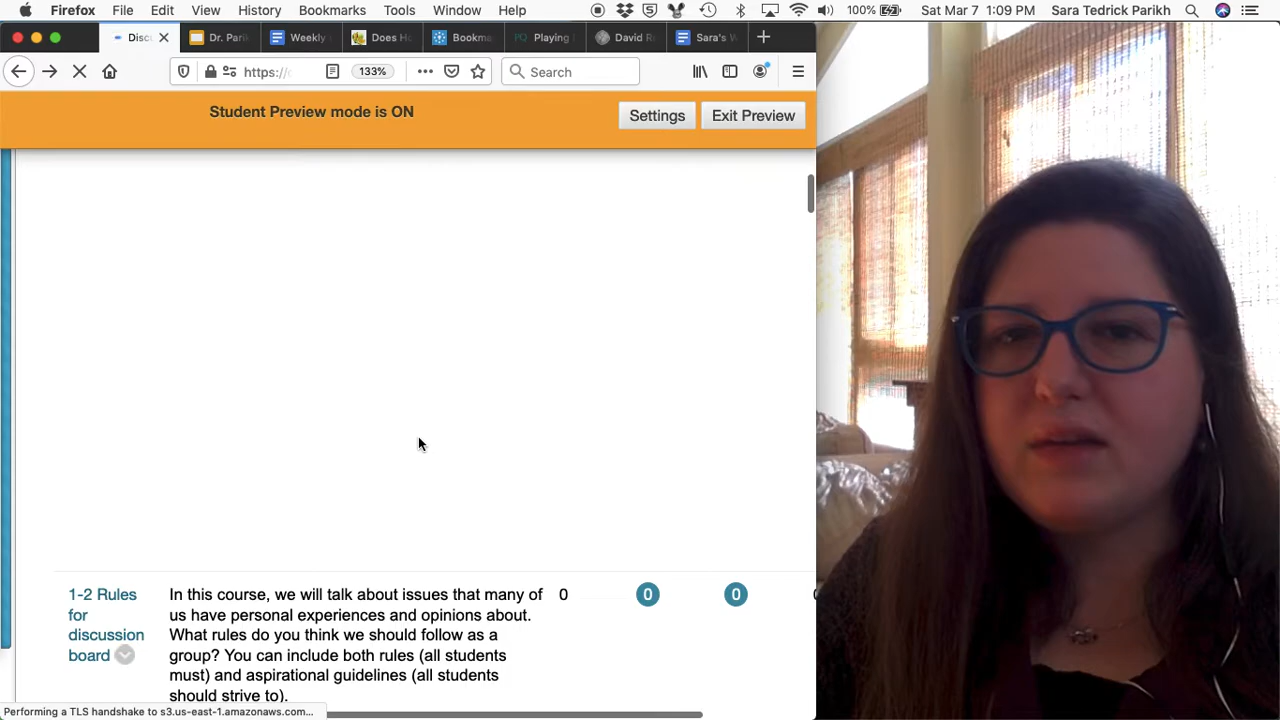 Firefox File Edit View History Bookmarks Tools Window Help 100% Sat Mar 7 1:09 PM Sara Tedrick Parikh
Discu Dr. Parik Weekly Does Ho Bookma Playing David R Sara's W
https:// 133% Search
Student Preview mode is ON Settings Exit Preview
1-2 Rules In this course, we will talk about issues that many of 0 0 0
for us have personal experiences and opinions about.
discussion What rules do you think we should follow as a
board group? You can include both rules (all students
must) and aspirational guidelines (all students
should strive to).
Performing a TLS handshake to s3.us-east-1.amazonaws.com...